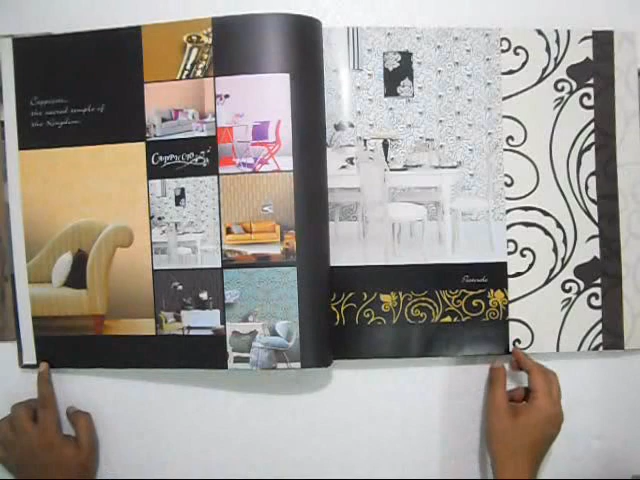 Cappuccino,
the sacred temple of
the Kingdom.
CAPPUCCINO